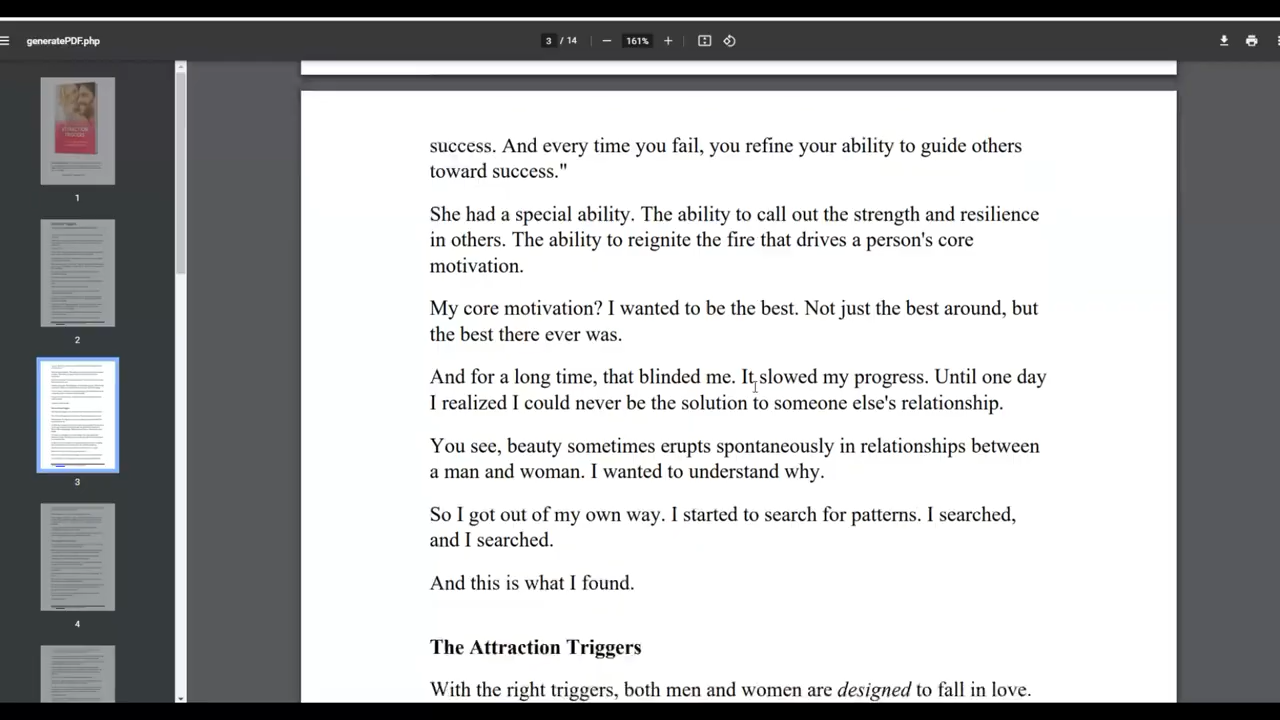 generatePDF.php
3 / 14
161%
success. And every time you fail, you refine your ability to guide others
toward success."
She had a special ability. The ability to call out the strength and resilience
in others. The ability to reignite the fire that drives a person's core
motivation.
My core motivation? I wanted to be the best. Not just the best around, but
the best there ever was.
And for a long time, that blinded me. It slowed my progress. Until one day
I realized I could never be the solution to someone else's relationship.
You see, beauty sometimes erupts spontaneously in relationships between
a man and woman. I wanted to understand why.
So I got out of my own way. I started to search for patterns. I searched,
and I searched.
And this is what I found.
The Attraction Triggers
With the right triggers, both men and women are designed to fall in love.
1
2
3
4